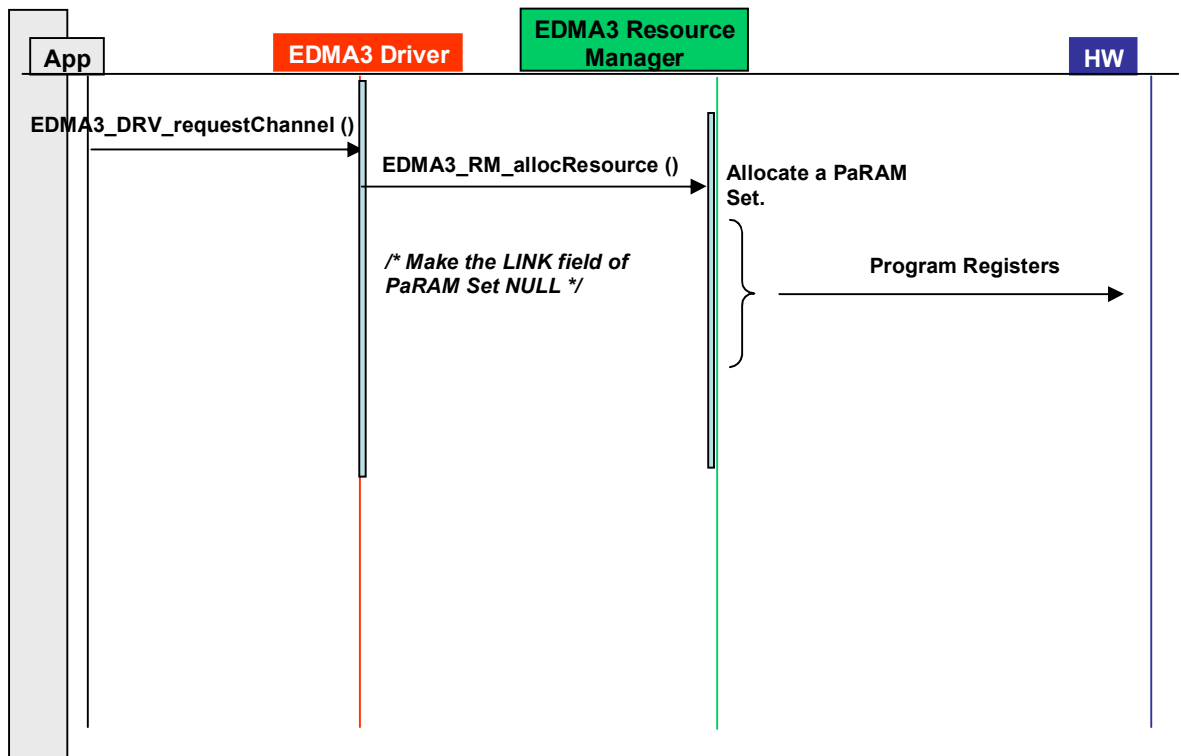 App
EDMA3 Driver
EDMA3 Resource
Manager
HW
EDMA3_DRV_requestChannel ()
EDMA3_RM_allocResource ()
Allocate a PaRAM
Set.
/* Make the LINK field of
PaRAM Set NULL */
Program Registers